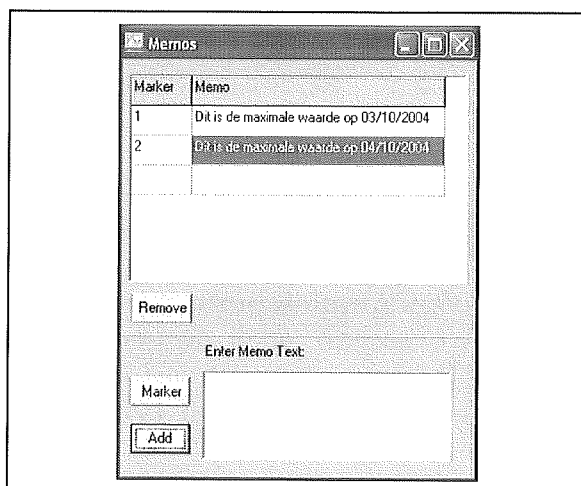 Memos
Marker Memo
1 Dit is de maximale waarde op 03/10/2004
2 Dit is de maximale waarde op 04/10/2004
Remove
Enter Memo Text:
Marker
Add